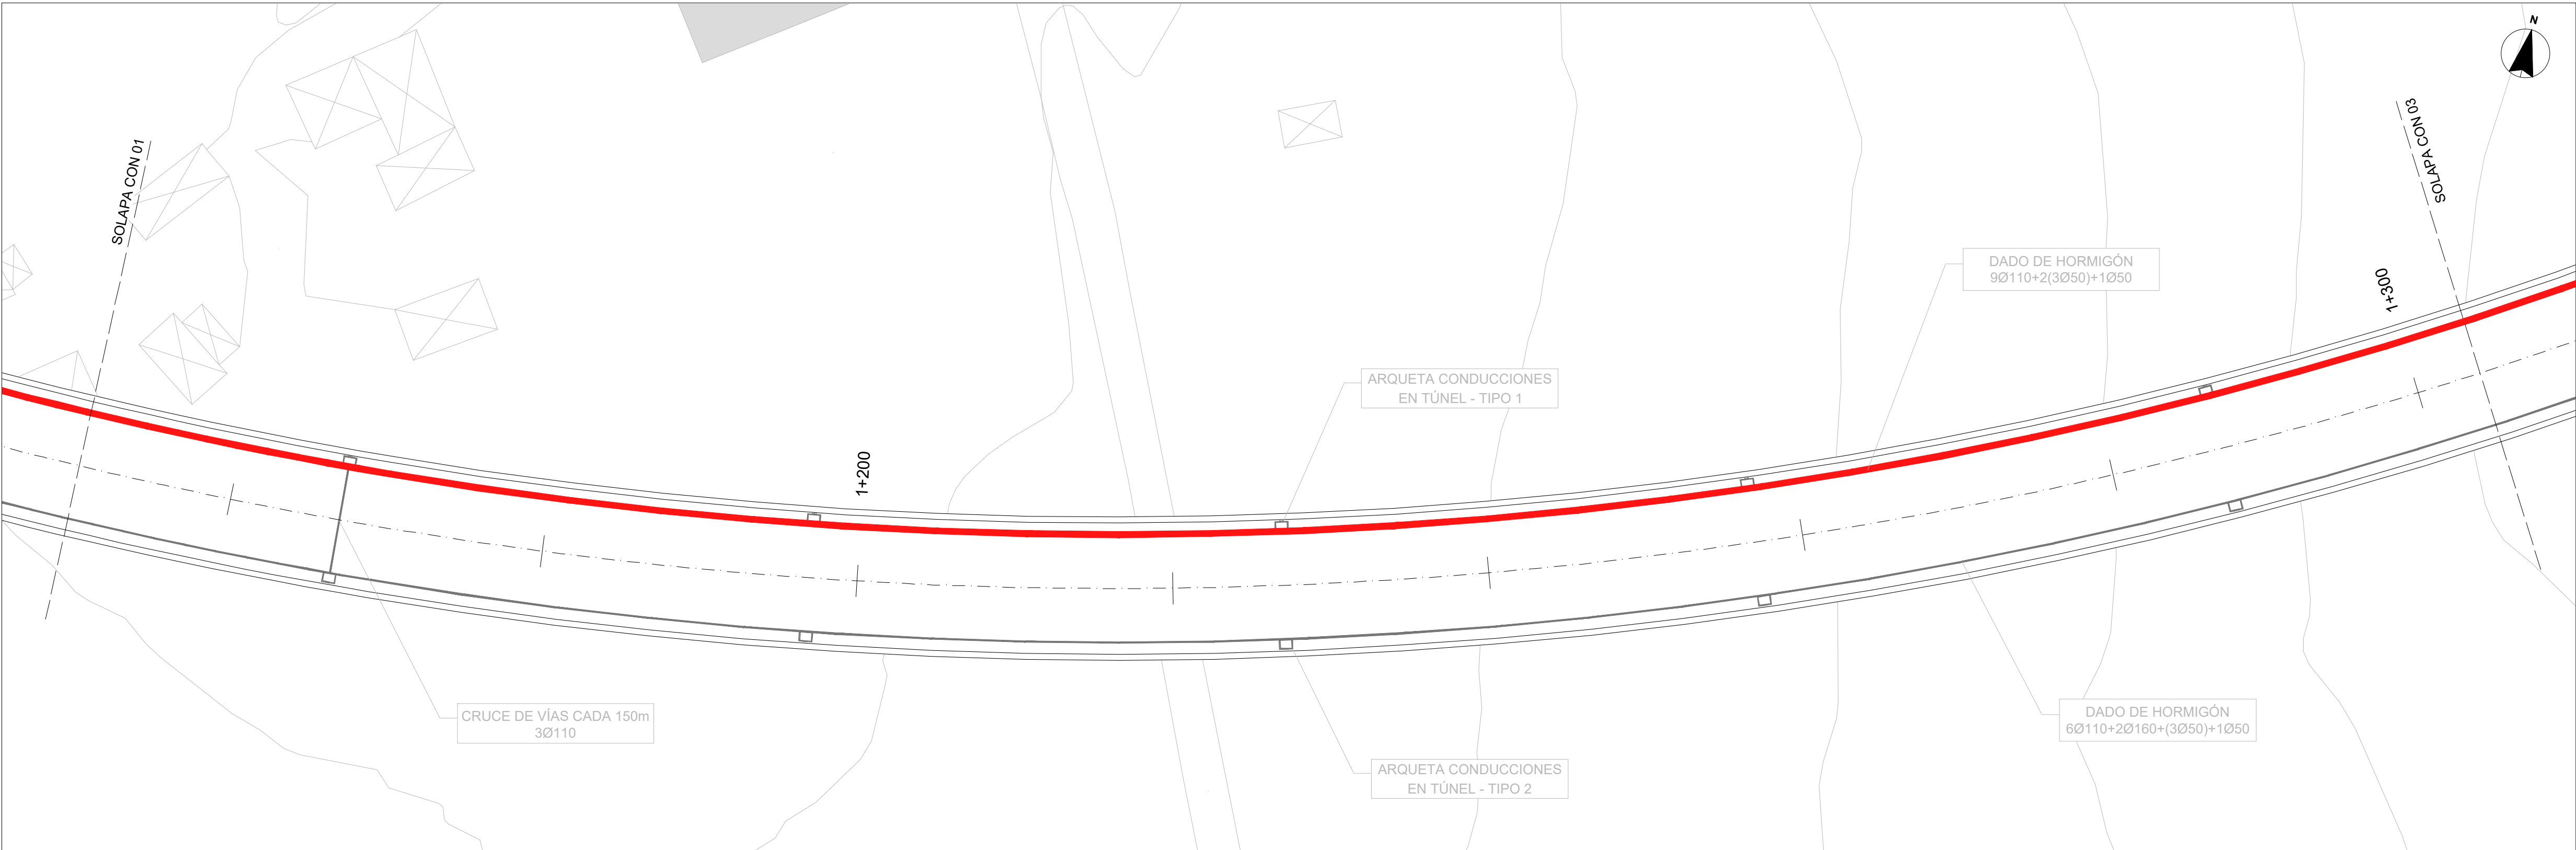 N
SOLAPA CON 01
SOLAPA CON 03
DADO DE HORMIGÓN
9Ø110+2(3Ø50)+1Ø50
1+300
ARQUETA CONDUCCIONES
EN TÚNEL - TIPO 1
1+200
CRUCE DE VÍAS CADA 150m
3Ø110
DADO DE HORMIGÓN
6Ø110+2Ø160+(3Ø50)+1Ø50
ARQUETA CONDUCCIONES
EN TÚNEL - TIPO 2